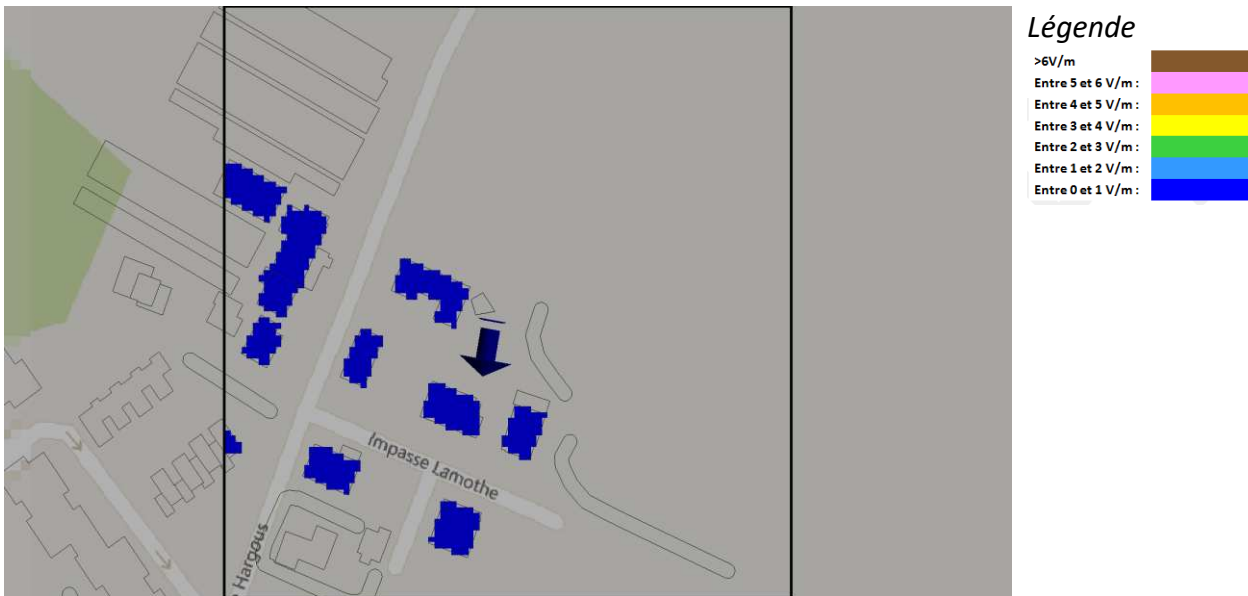 Légende
>6V/m
Entre 5 et 6 V/m :
Entre 4 et 5 V/m :
Entre 3 et 4 V/m :
Entre 2 et 3 V/m :
Entre 1 et 2 V/m :
Entre 0 et 1 V/m :
Impasse Lamothe
Hargous